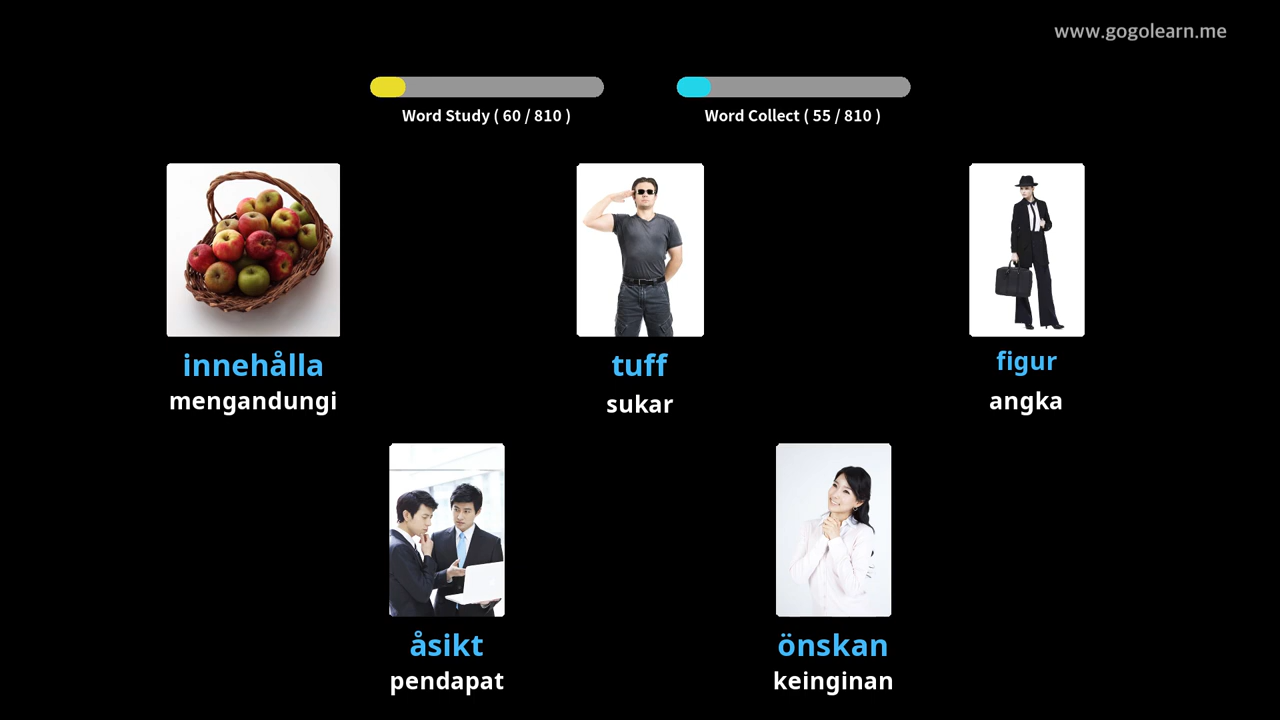 www.gogolearn.me
Word Study ( 60 / 810 )
Word Collect ( 55 / 810 )
innehålla
mengandungi
tuff
sukar
figur
angka
åsikt
pendapat
önskan
keinginan